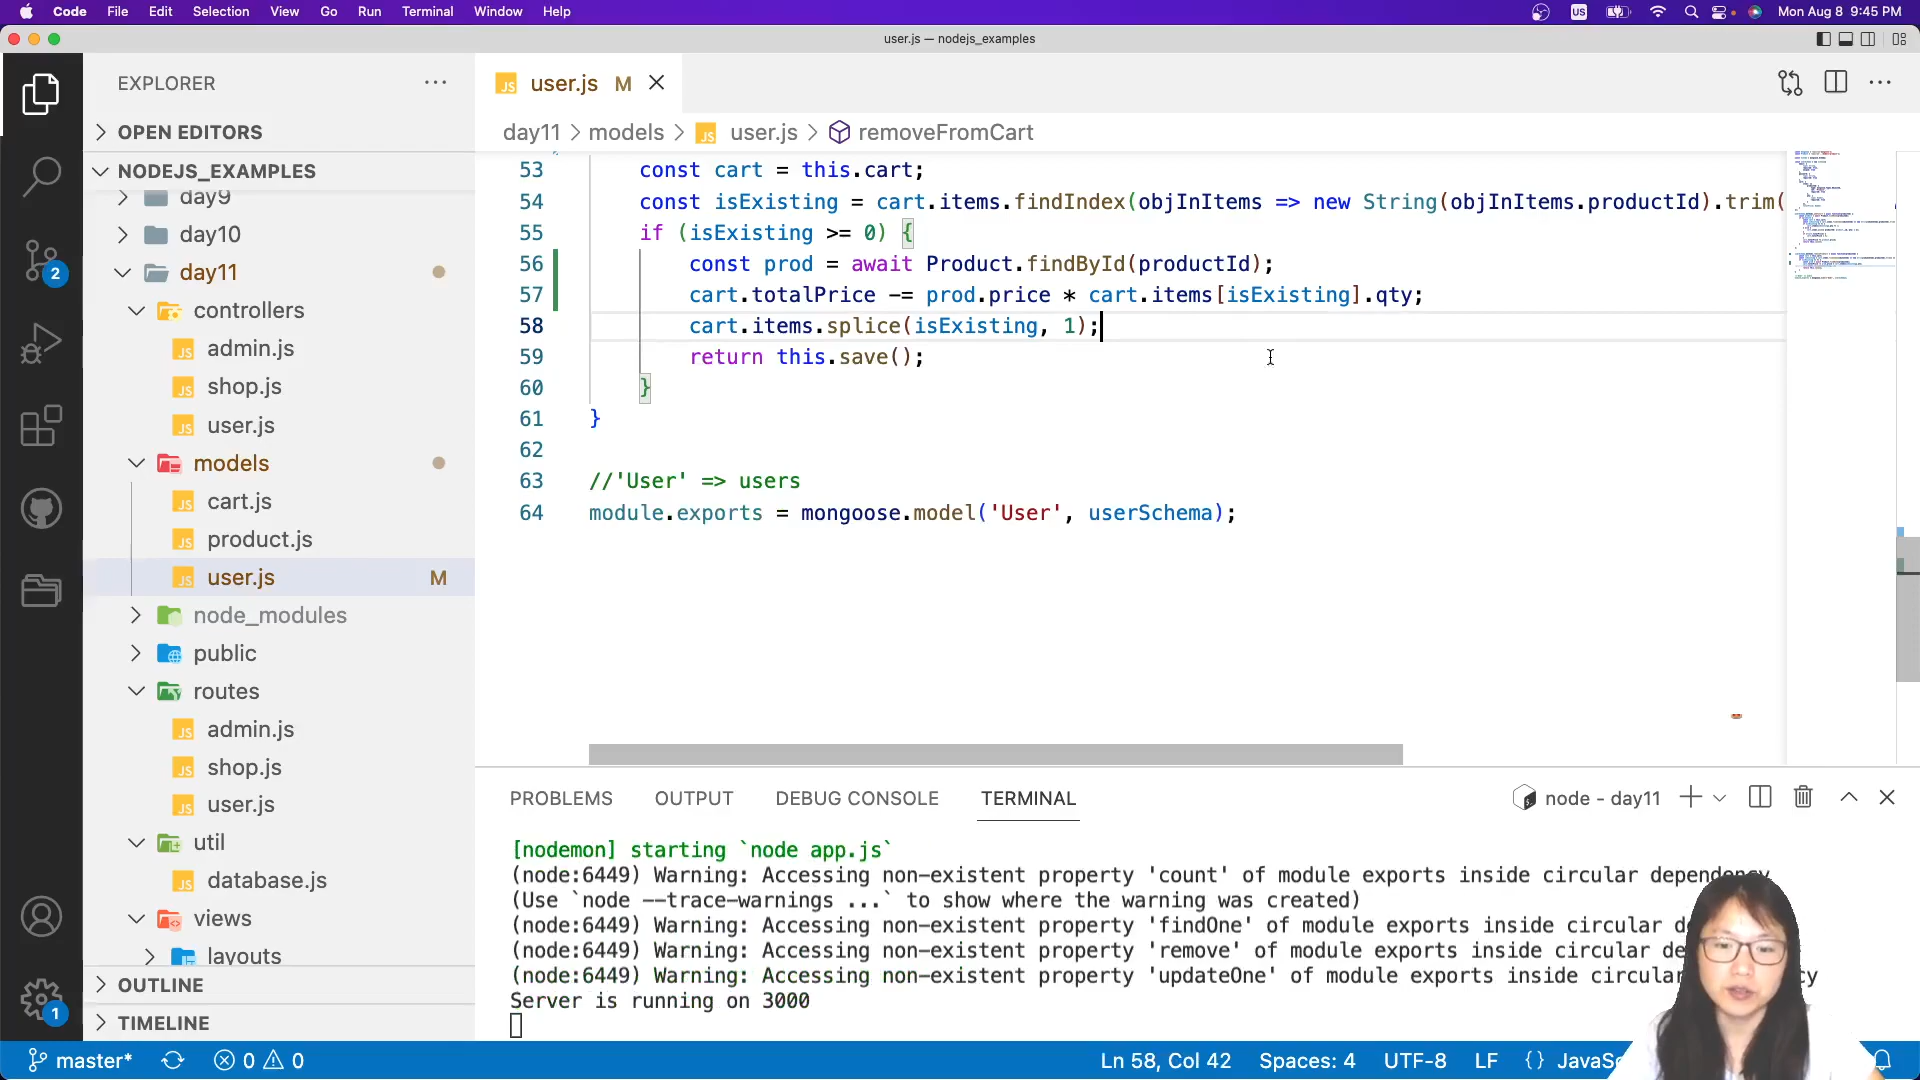 Code File Edit Selection View Go Run Terminal Window Help US Mon Aug 8 9:45 PM
user.js — nodejs_examples
EXPLORER
OPEN EDITORS
NODEJS_EXAMPLES
day9
day10
day11
controllers
JS admin.js
JS shop.js
JS user.js
models
JS cart.js
JS product.js
JS user.js M
node_modules
public
routes
JS admin.js
JS shop.js
JS user.js
util
JS database.js
views
layouts
OUTLINE
TIMELINE
2
1
JS user.js M
day11 > models > JS user.js > removeFromCart
53 const cart = this.cart;
54 const isExisting = cart.items.findIndex(objInItems => new String(objInItems.productId).trim(
55 if (isExisting >= 0) {
56 const prod = await Product.findById(productId);
57 cart.totalPrice -= prod.price * cart.items[isExisting].qty;
58 cart.items.splice(isExisting, 1);
59 return this.save();
60 }
61 }
62
63 //'User' => users
64 module.exports = mongoose.model('User', userSchema);
PROBLEMS OUTPUT DEBUG CONSOLE TERMINAL node - day11
[nodemon] starting `node app.js`
(node:6449) Warning: Accessing non-existent property 'count' of module exports inside circular dependency
(Use `node --trace-warnings ...` to show where the warning was created)
(node:6449) Warning: Accessing non-existent property 'findOne' of module exports inside circular d
(node:6449) Warning: Accessing non-existent property 'remove' of module exports inside circular de
(node:6449) Warning: Accessing non-existent property 'updateOne' of module exports inside circular cy
Server is running on 3000
master* 0 0 Ln 58, Col 42 Spaces: 4 UTF-8 LF {} JavaSc